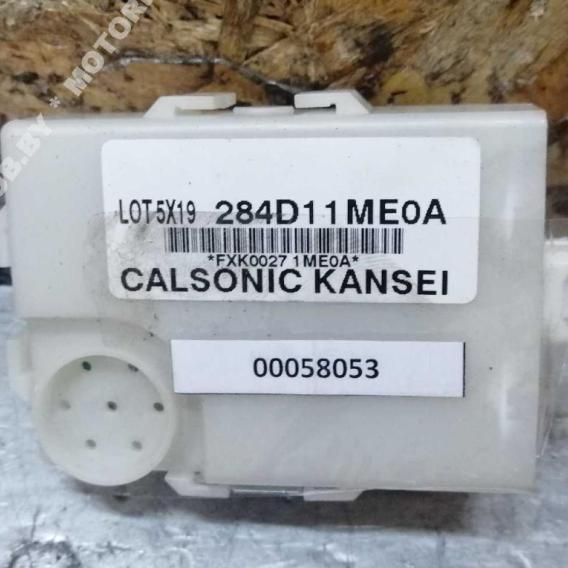 LOT 5X19 284D11ME0A
*FXK0027 1ME0A*
CALSONIC KANSEI
00058053